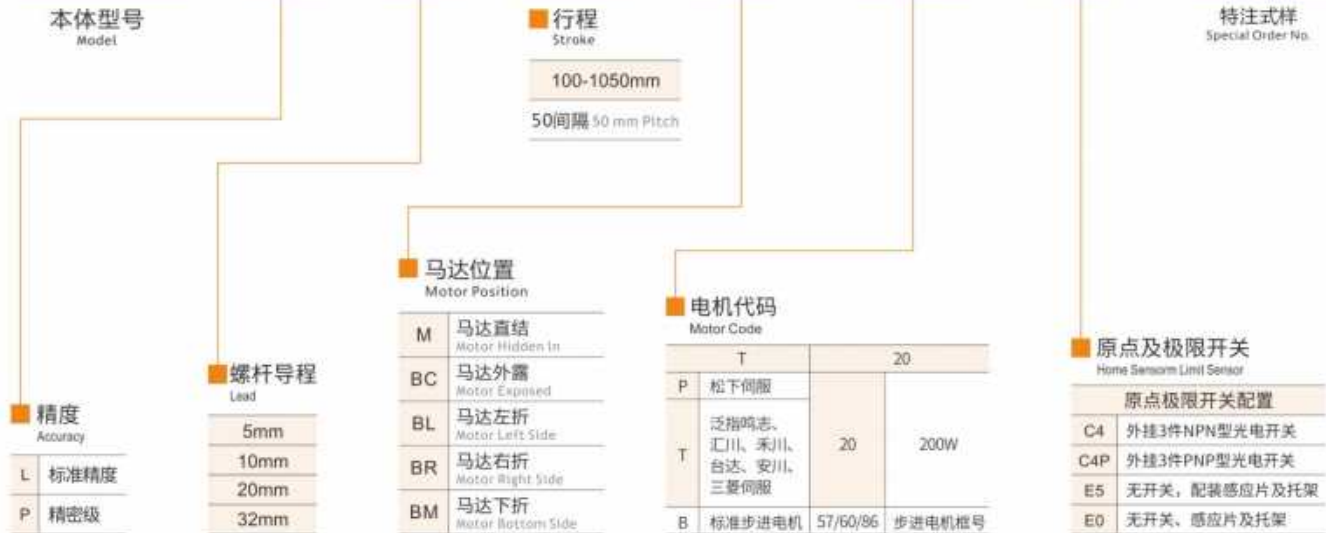 本体型号
Model
行程
Stroke
100-1050mm
50间隔 50 mm Pitch
特注式样
Special Order No.
马达位置
Motor Position
M 马达直结
Motor Hidden In
BC 马达外露
Motor Exposed
BL 马达左折
Motor Left Side
BR 马达右折
Motor Right Side
BM 马达下折
Motor Bottom Side
电机代码
Motor Code
T 20
P 松下伺服
T 泛指鸣志、
汇川、禾川、
台达、安川、
三菱伺服
20 200W
B 标准步进电机 57/60/86 步进电机框号
原点及极限开关
Home Sensorm Limit Sensor
原点极限开关配置
C4 外挂3件NPN型光电开关
C4P 外挂3件PNP型光电开关
E5 无开关，配装感应片及托架
E0 无开关、感应片及托架
螺杆导程
Lead
5mm
10mm
20mm
32mm
精度
Accuracy
L 标准精度
P 精密级